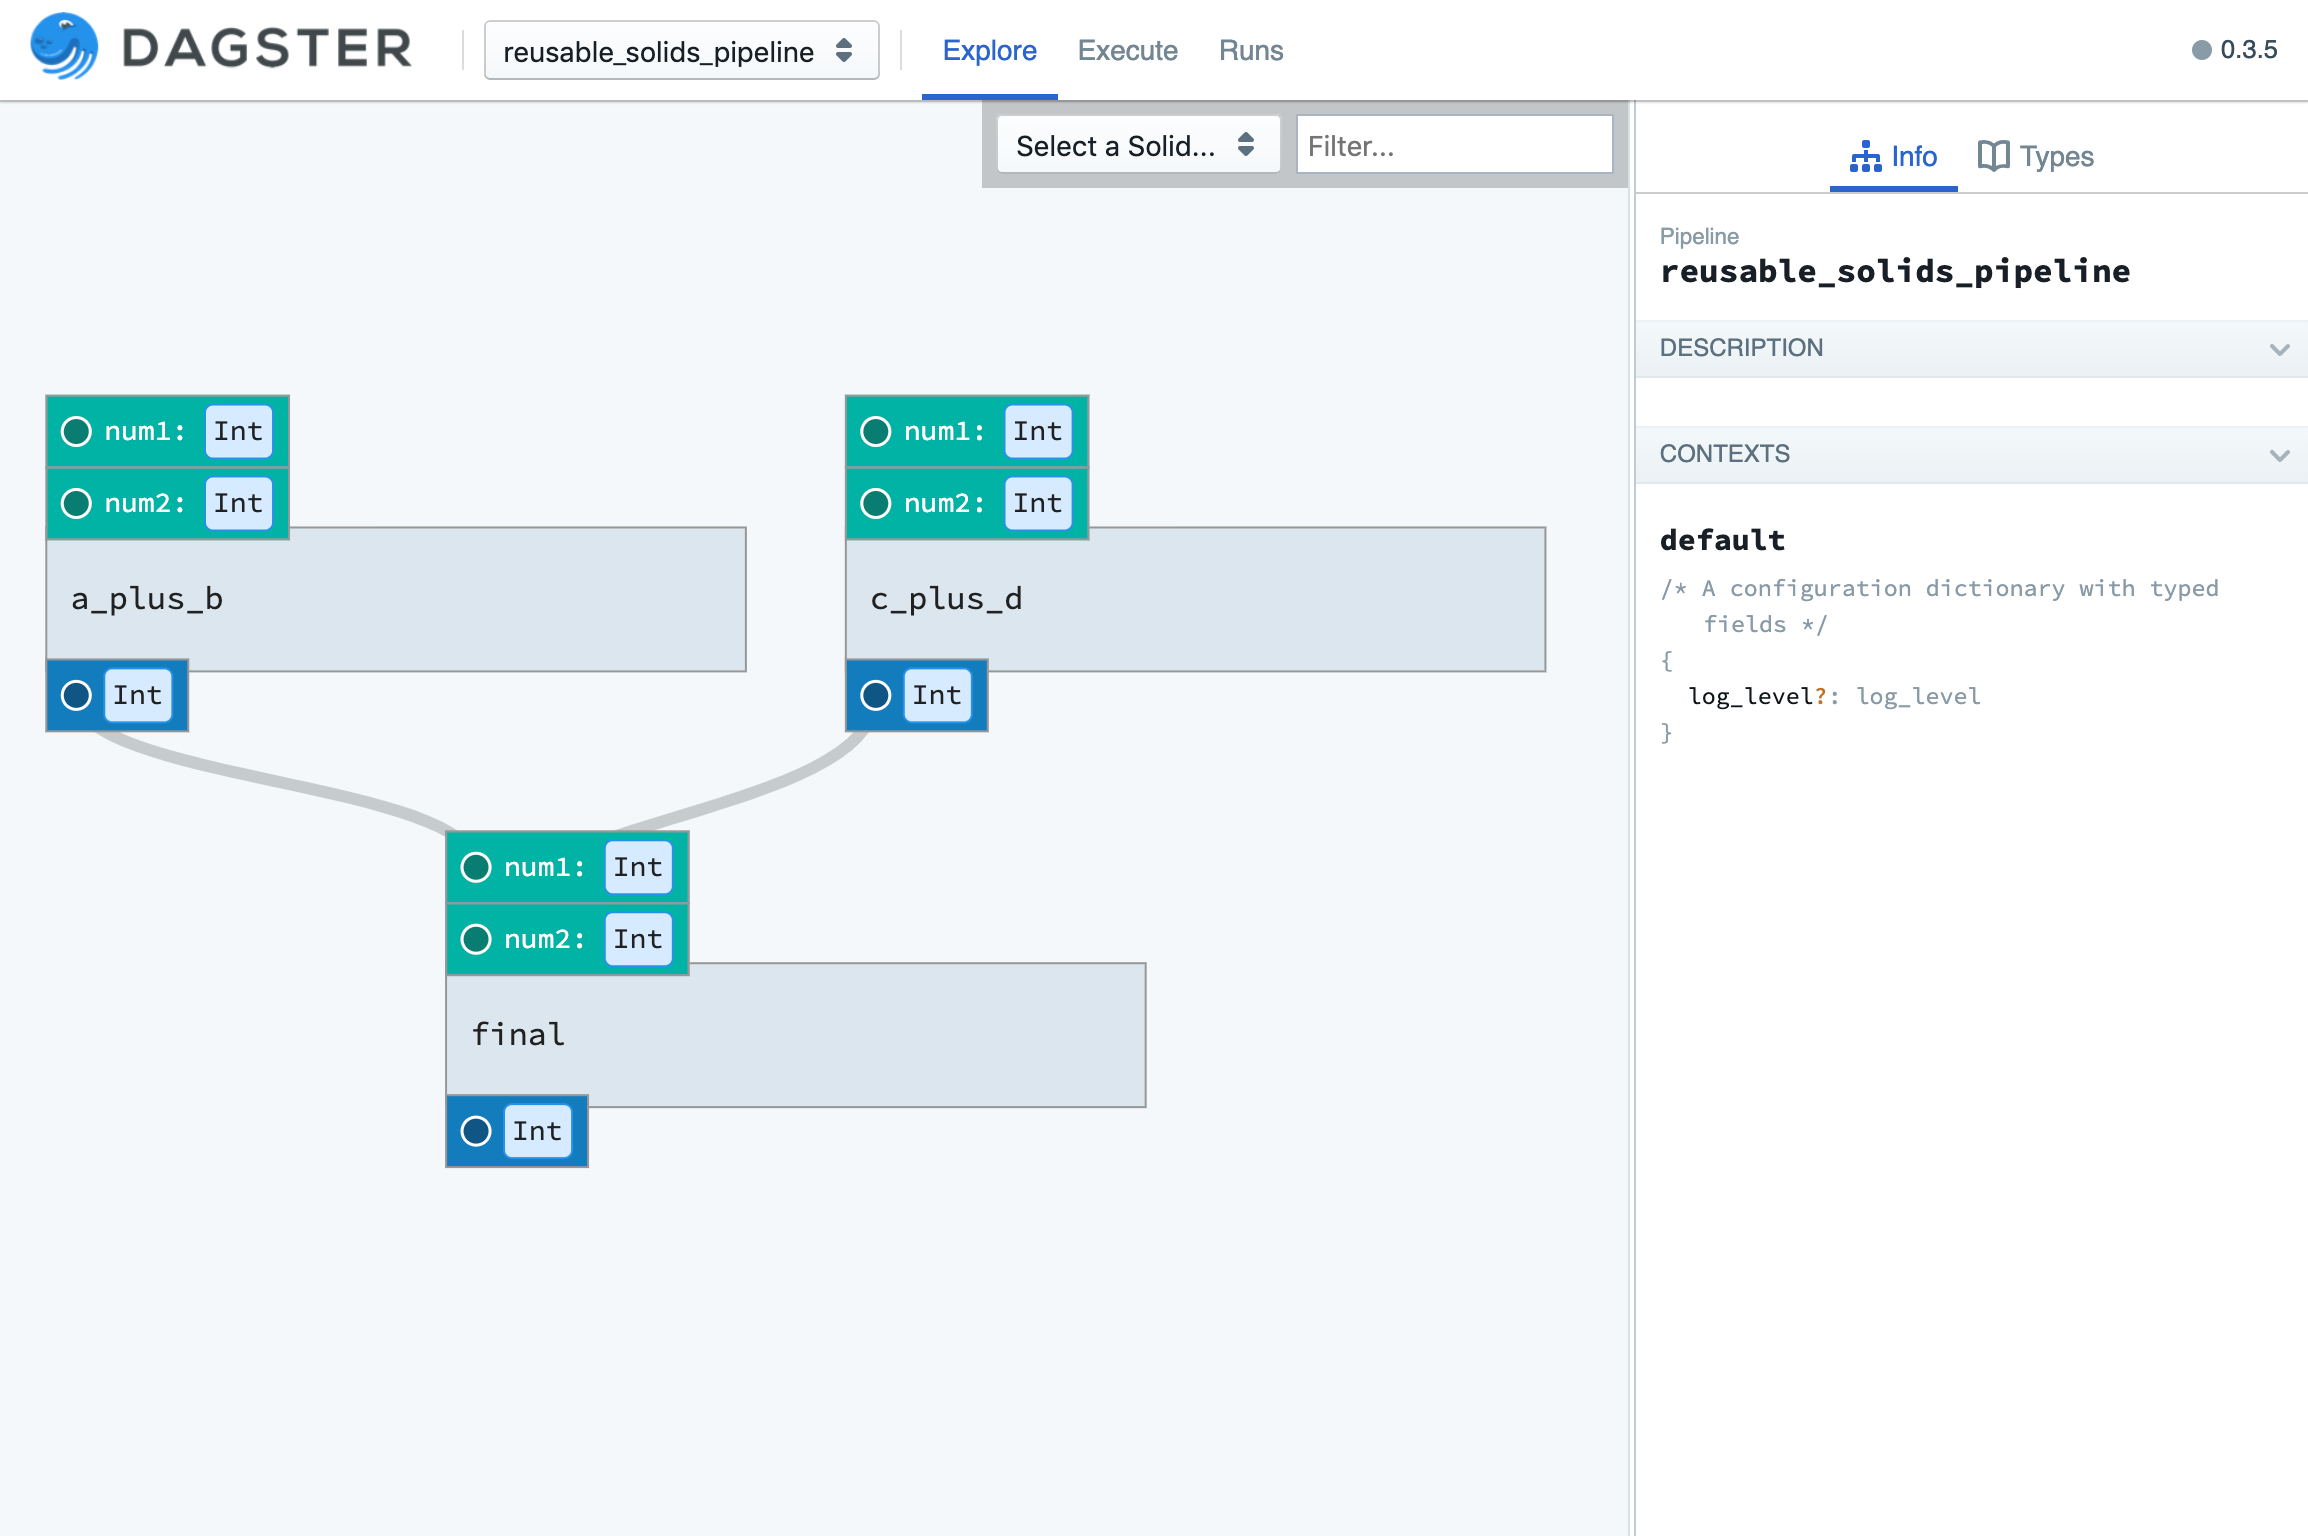 DAGSTER
reusable_solids_pipeline
Explore
Execute
Runs
0.3.5
Select a Solid...
Filter...
Info
Types
Pipeline
reusable_solids_pipeline
DESCRIPTION
CONTEXTS
default
/* A configuration dictionary with typed
fields */
{
log_level?: log_level
}
num1: Int
num2: Int
a_plus_b
Int
num1: Int
num2: Int
c_plus_d
Int
num1: Int
num2: Int
final
Int